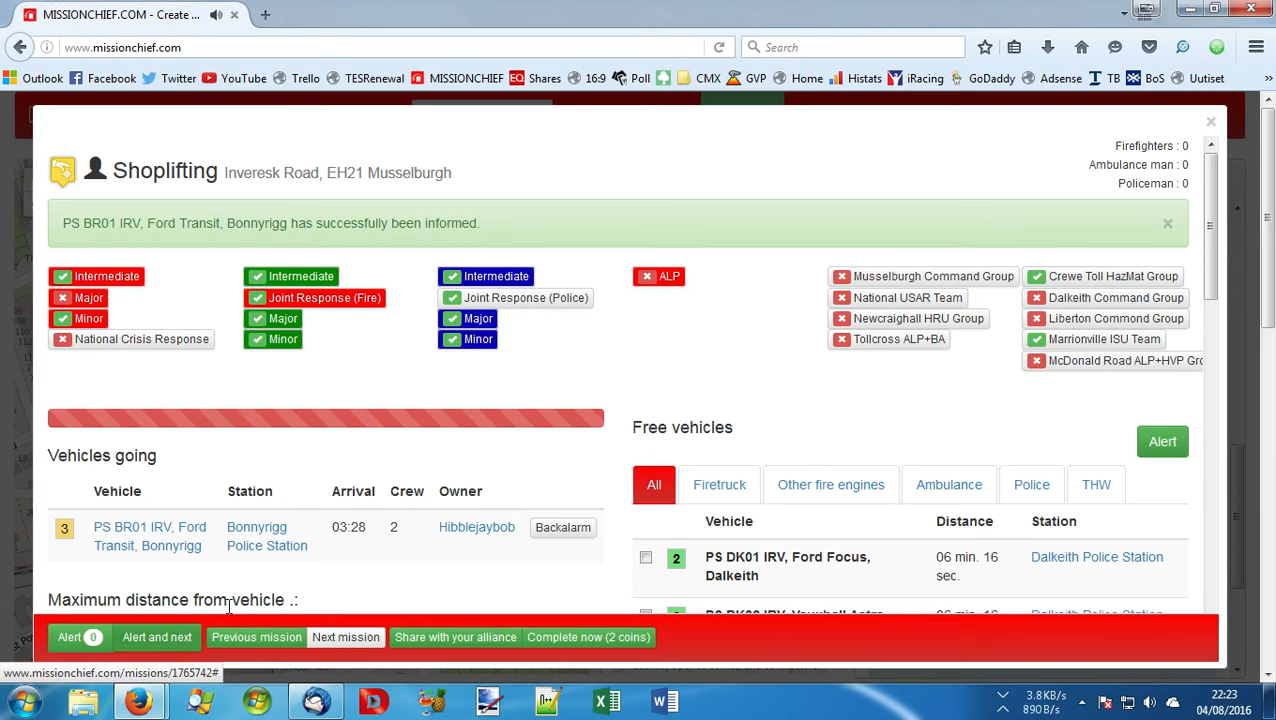 MISSIONCHIEF.COM - Create ...
www.missionchief.com
Search
Outlook Facebook Twitter YouTube Trello TESRenewal MISSIONCHIEF Shares 16:9 Poll CMX GVP Home Histats iRacing GoDaddy Adsense TB BoS Uutiset »
×
Firefighters : 0
Ambulance man : 0
Policeman : 0
Shoplifting Inveresk Road, EH21 Musselburgh
PS BR01 IRV, Ford Transit, Bonnyrigg has successfully been informed. ×
Intermediate Intermediate Intermediate ALP Musselburgh Command Group Crewe Toll HazMat Group
Major Joint Response (Fire) Joint Response (Police) National USAR Team Dalkeith Command Group
Minor Major Major Newcraighall HRU Group Liberton Commond Group
National Crisis Response Minor Minor Tollcross ALP+BA Marrionville ISU Team
McDonald Road ALP+HVP Gro
Vehicles going
Vehicle Station Arrival Crew Owner
3 PS BR01 IRV, Ford Transit, Bonnyrigg Bonnyrigg Police Station 03:28 2 Hibblejaybob Backalarm
Maximum distance from vehicle .:
Free vehicles
Alert
All Firetruck Other fire engines Ambulance Police THW
Vehicle Distance Station
2 PS DK01 IRV, Ford Focus, Dalkeith 06 min. 16 sec. Dalkeith Police Station
Alert 0 Alert and next Previous mission Next mission Share with your alliance Complete now (2 coins)
www.missionchief.com/missions/1765742#
3.8KB/s
890 B/s
22:23
04/08/2016